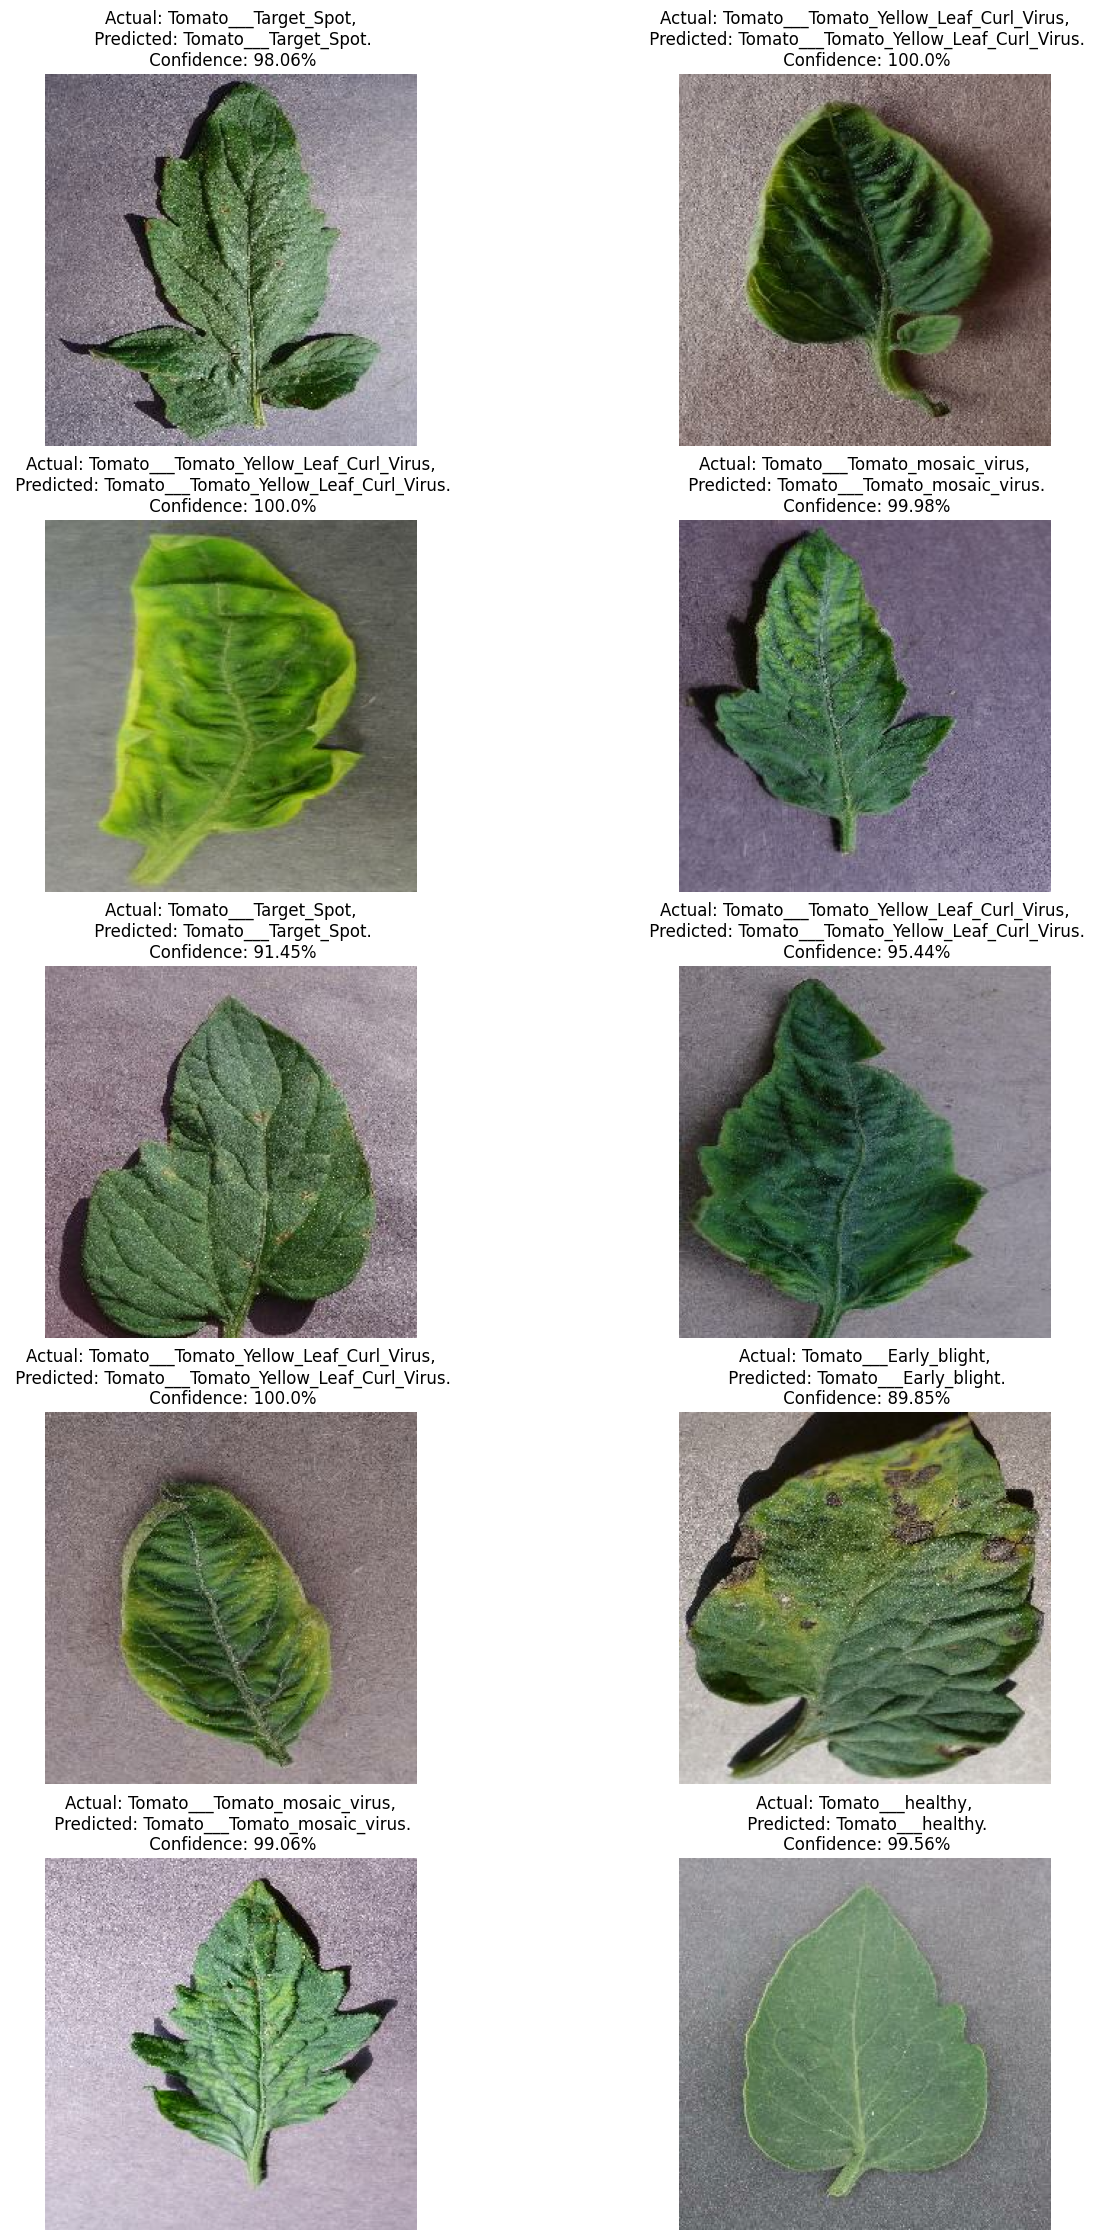 Actual: Tomato___Target_Spot,
Predicted: Tomato___Target_Spot.
Confidence: 98.06%
Actual: Tomato___Tomato_Yellow_Leaf_Curl_Virus,
Predicted: Tomato___Tomato_Yellow_Leaf_Curl_Virus.
Confidence: 100.0%
Actual: Tomato___Tomato_Yellow_Leaf_Curl_Virus,
Predicted: Tomato___Tomato_Yellow_Leaf_Curl_Virus.
Confidence: 100.0%
Actual: Tomato___Tomato_mosaic_virus,
Predicted: Tomato___Tomato_mosaic_virus.
Confidence: 99.98%
Actual: Tomato___Target_Spot,
Predicted: Tomato___Target_Spot.
Confidence: 91.45%
Actual: Tomato___Tomato_Yellow_Leaf_Curl_Virus,
Predicted: Tomato___Tomato_Yellow_Leaf_Curl_Virus.
Confidence: 95.44%
Actual: Tomato___Tomato_Yellow_Leaf_Curl_Virus,
Predicted: Tomato___Tomato_Yellow_Leaf_Curl_Virus.
Confidence: 100.0%
Actual: Tomato___Early_blight,
Predicted: Tomato___Early_blight.
Confidence: 89.85%
Actual: Tomato___Tomato_mosaic_virus,
Predicted: Tomato___Tomato_mosaic_virus.
Confidence: 99.06%
Actual: Tomato___healthy,
Predicted: Tomato___healthy.
Confidence: 99.56%